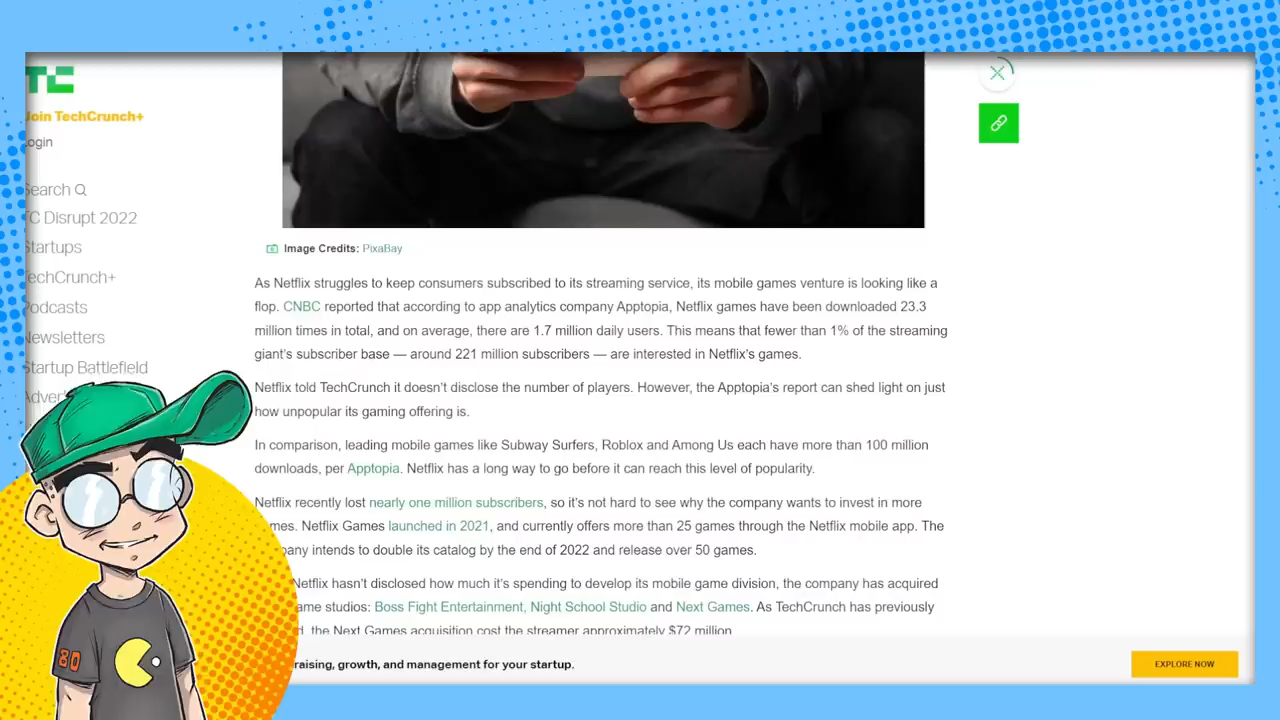 TC
Join TechCrunch+
Login
Search
TC Disrupt 2022
Startups
TechCrunch+
Podcasts
Newsletters
Startup Battlefield
Image Credits: PixaBay
As Netflix struggles to keep consumers subscribed to its streaming service, its mobile games venture is looking like a
flop. CNBC reported that according to app analytics company Apptopia, Netflix games have been downloaded 23.3
million times in total, and on average, there are 1.7 million daily users. This means that fewer than 1% of the streaming
giant's subscriber base — around 221 million subscribers — are interested in Netflix's games.
Netflix told TechCrunch it doesn't disclose the number of players. However, the Apptopia's report can shed light on just
how unpopular its gaming offering is.
In comparison, leading mobile games like Subway Surfers, Roblox and Among Us each have more than 100 million
downloads, per Apptopia. Netflix has a long way to go before it can reach this level of popularity.
Netflix recently lost nearly one million subscribers, so it's not hard to see why the company wants to invest in more
mes. Netflix Games launched in 2021, and currently offers more than 25 games through the Netflix mobile app. The
pany intends to double its catalog by the end of 2022 and release over 50 games.
Netflix hasn't disclosed how much it's spending to develop its mobile game division, the company has acquired
ame studios: Boss Fight Entertainment, Night School Studio and Next Games. As TechCrunch has previously
d, the Next Games acquisition cost the streamer approximately $72 million
raising, growth, and management for your startup.
EXPLORE NOW
80